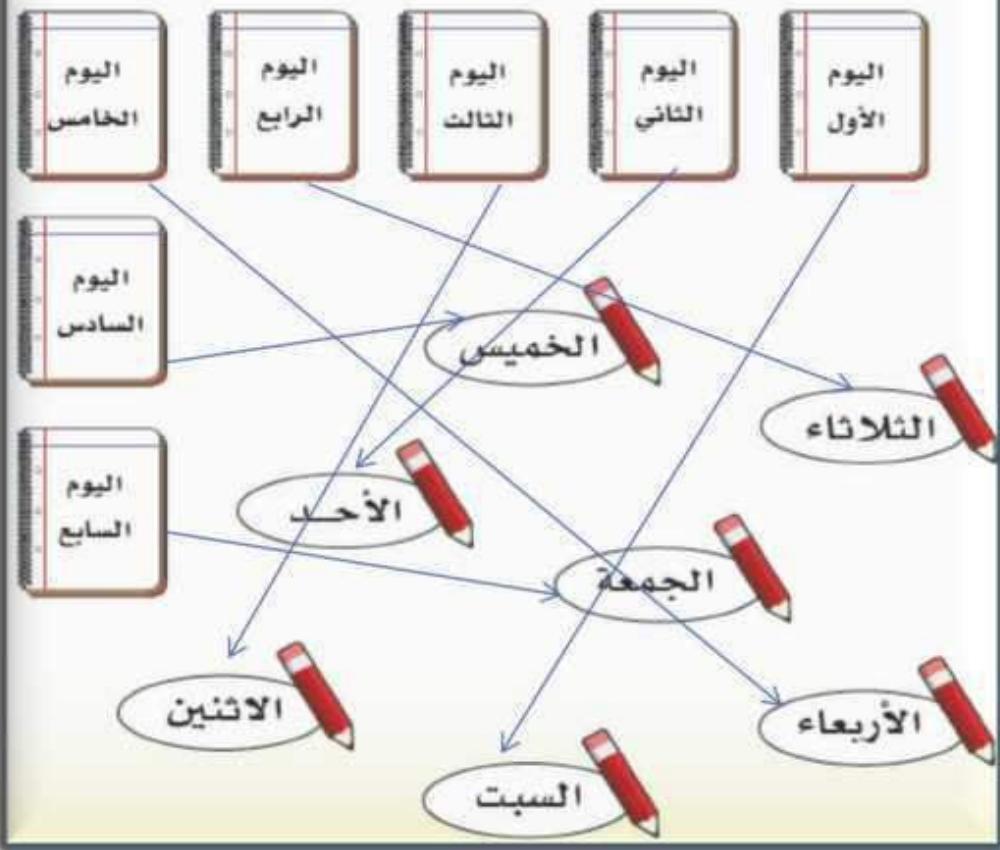 اليوم
الأول
اليوم
الثاني
اليوم
الثالث
اليوم
الرابع
اليوم
الخامس
اليوم
السادس
اليوم
السابع
الخميس
الثلاثاء
الأحـد
الجمعة
الاثنين
الأربعاء
السبت